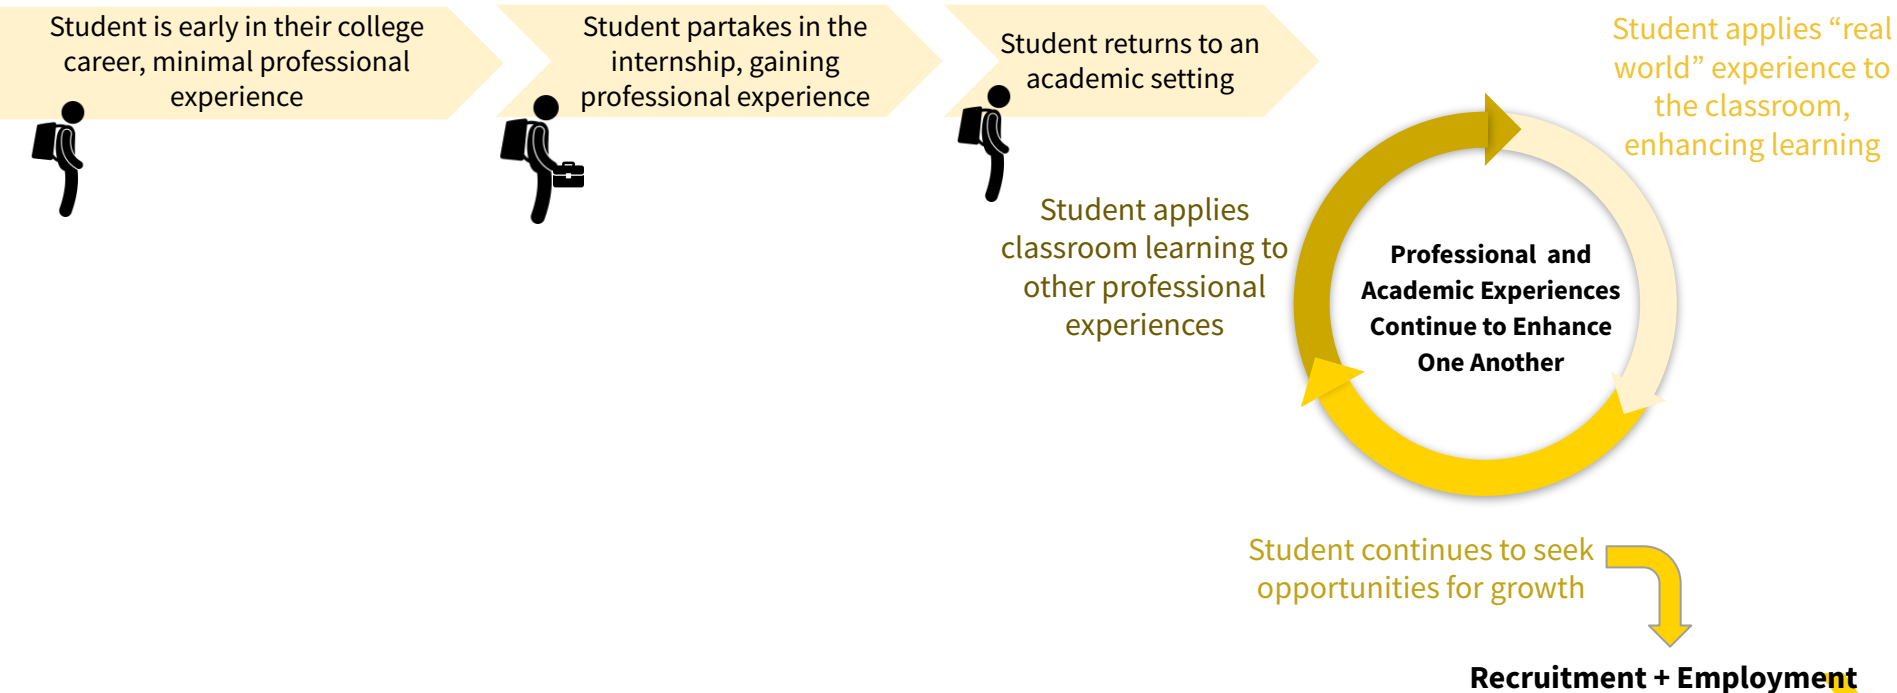 Student is early in their college
career, minimal professional
experience
Student partakes in the
internship, gaining
professional experience
Student returns to an
academic setting
Student applies “real
world” experience to
the classroom,
enhancing learning
Student applies
classroom learning to
other professional
experiences
Professional and
Academic Experiences
Continue to Enhance
One Another
Student continues to seek
opportunities for growth
Recruitment + Employment